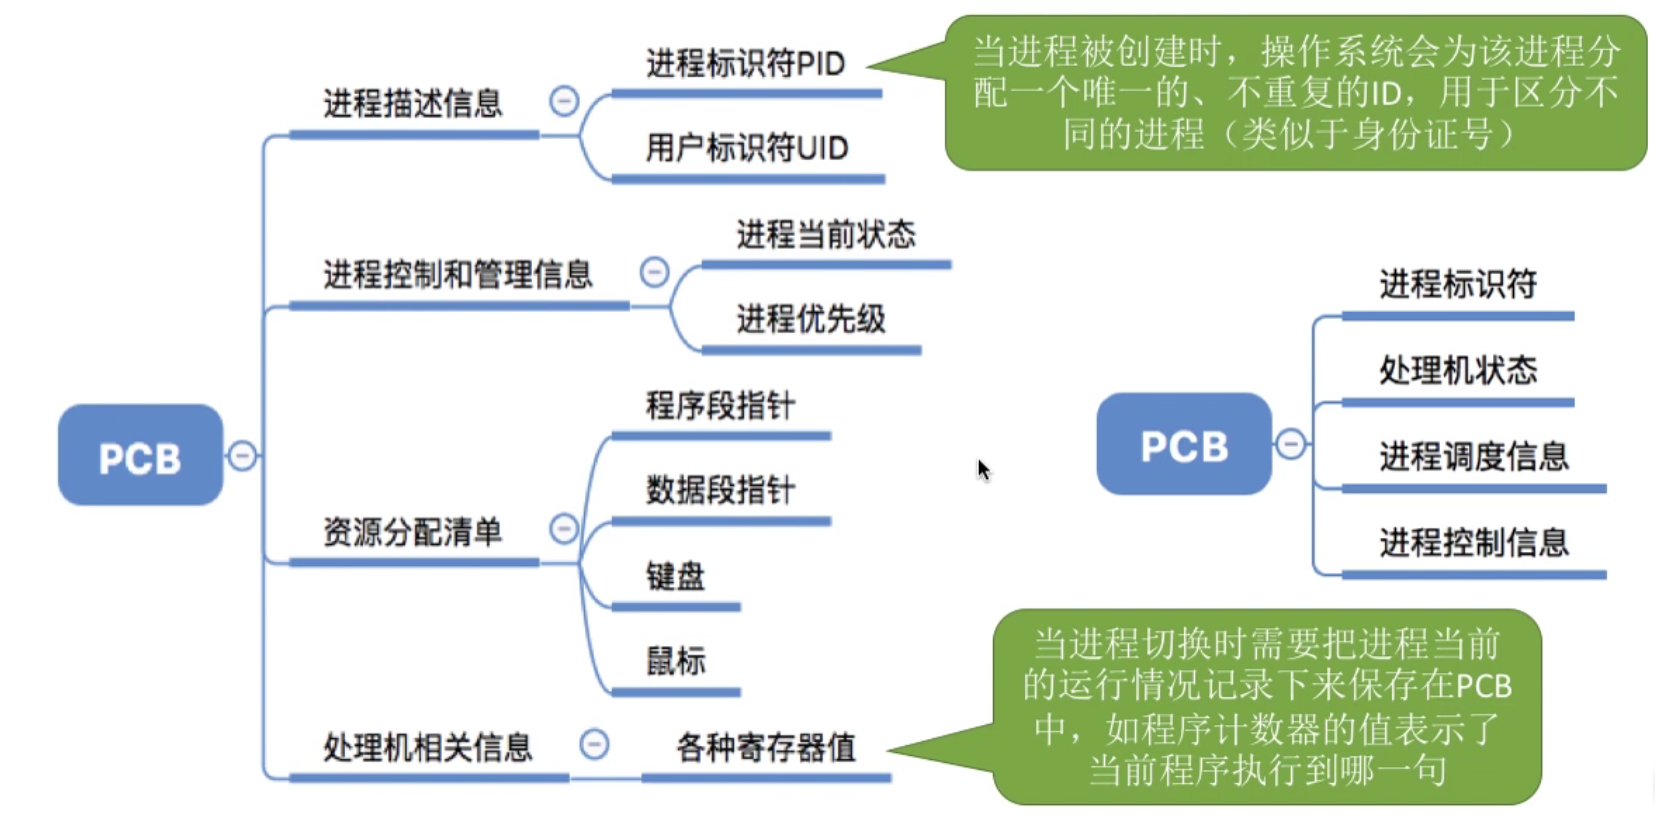 进程标识符PID
当进程被创建时，操作系统会为该进程分
配一个唯一的、不重复的ID，用于区分不
同的进程（类似于身份证号）
进程描述信息
用户标识符UID
进程当前状态
进程控制和管理信息
进程优先级
程序段指针
PCB
数据段指针
资源分配清单
键盘
鼠标
处理机相关信息
各种寄存器值
进程标识符
处理机状态
PCB
进程调度信息
进程控制信息
当进程切换时需要把进程当前
的运行情况记录下来保存在PCB
中，如程序计数器的值表示了
当前程序执行到哪一句